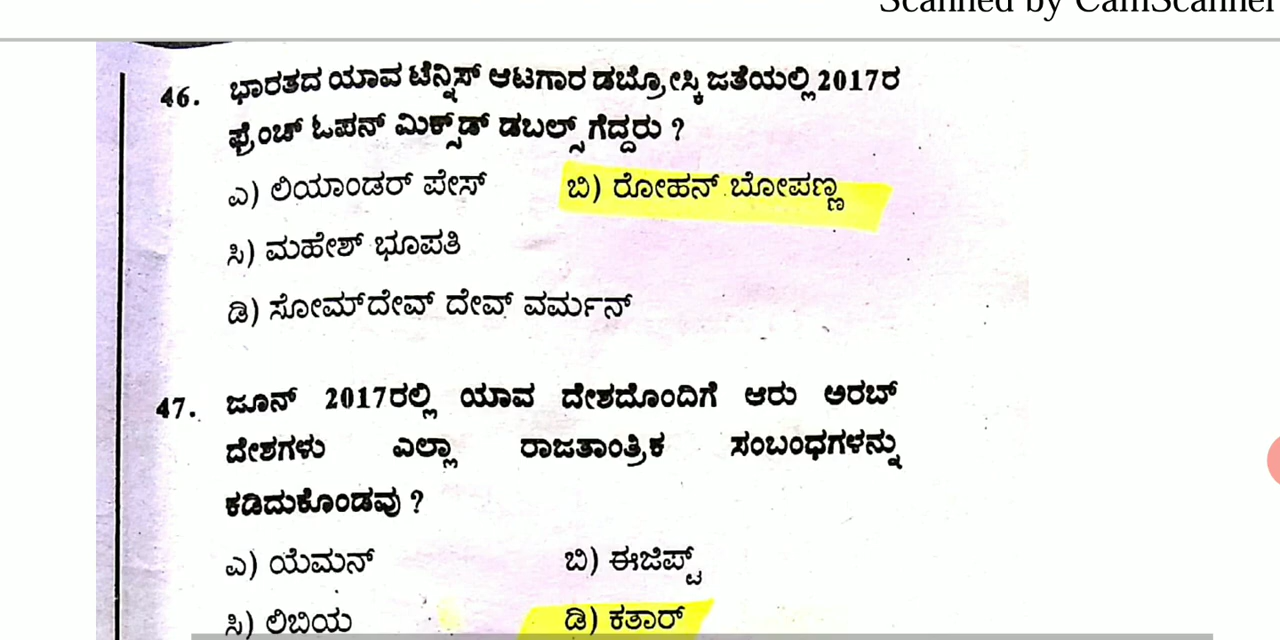 Scanned by CamScanner
46. ಭಾರತದ ಯಾವ ಟೆನ್ನಿಸ್ ಆಟಗಾರ ಡಬ್ರೋಸ್ಕಿ ಜತೆಯಲ್ಲಿ 2017ರ
ಫ್ರೆಂಚ್ ಓಪನ್ ಮಿಕ್ಸ್‌ಡ್ ಡಬಲ್ಸ್ ಗೆದ್ದರು ?
ಎ) ಲಿಯಾಂಡರ್ ಪೇಸ್ ಬಿ) ರೋಹನ್ ಬೋಪಣ್ಣ
ಸಿ) ಮಹೇಶ್ ಭೂಪತಿ
ಡಿ) ಸೋಮ್‌ದೇವ್ ದೇವ್ ವರ್ಮನ್
47. ಜೂನ್ 2017ರಲ್ಲಿ ಯಾವ ದೇಶದೊಂದಿಗೆ ಆರು ಅರಬ್
ದೇಶಗಳು ಎಲ್ಲಾ ರಾಜತಾಂತ್ರಿಕ ಸಂಬಂಧಗಳನ್ನು
ಕಡಿದುಕೊಂಡವು ?
ಎ) ಯೆಮನ್ ಬಿ) ಈಜಿಪ್ಟ್
ಸಿ) ಲಿಬಿಯ ಡಿ) ಕತಾರ್